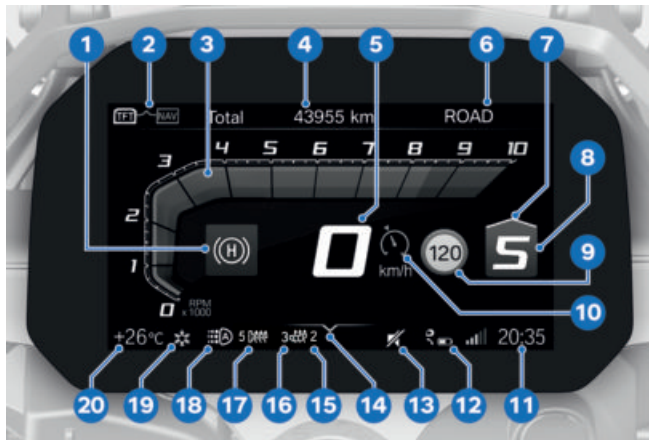 1 2 3 4 5 6 7
TFT NAV Total 43955 km ROAD
3 4 5 6 7 8 9 10
8
2
(H) 0 120 S 9
km/h 10
1
0 RPM x 1000
+26°C A 5 3 2 20:35
20 19 18 17 16 15 14 13 12 11